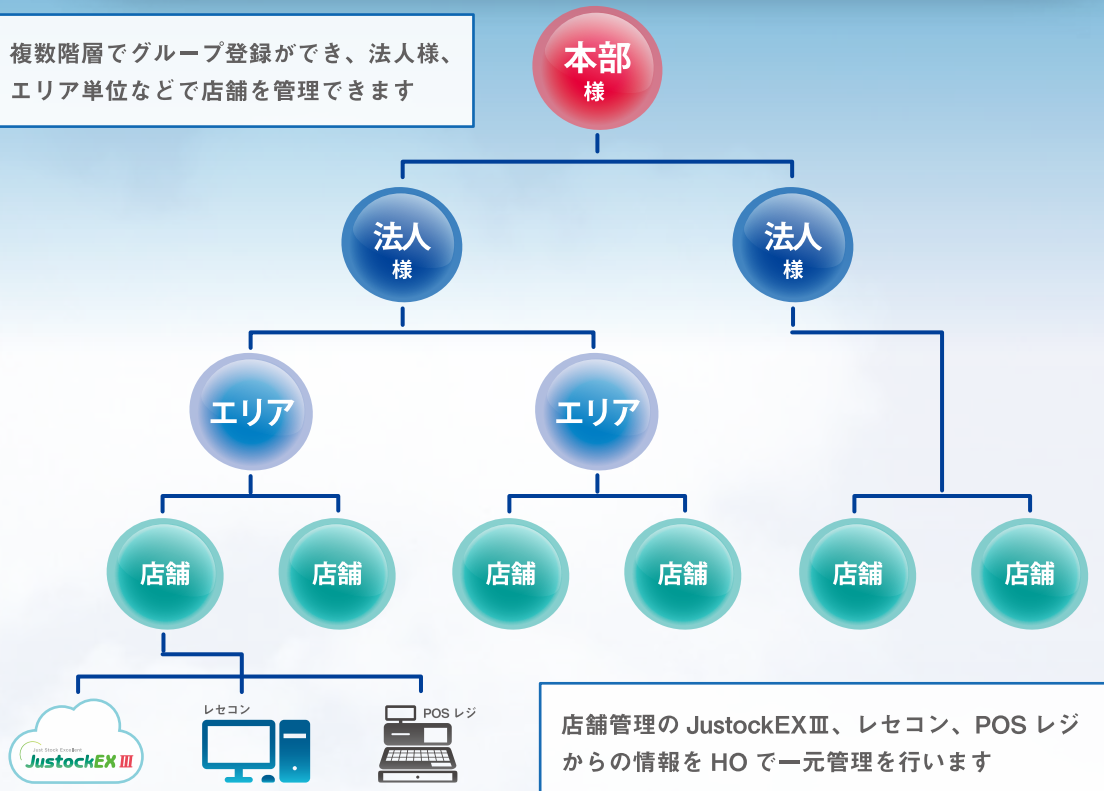 複数階層でグループ登録ができ、法人様、
エリア単位などで店舗を管理できます
本部
様
法人
様
法人
様
エリア
エリア
店舗
店舗
店舗
店舗
店舗
店舗
Just Stock Excellent
JustockEX III
レセコン
POS レジ
店舗管理の JustockEXⅢ、レセコン、POS レジ
からの情報を HO で一元管理を行います